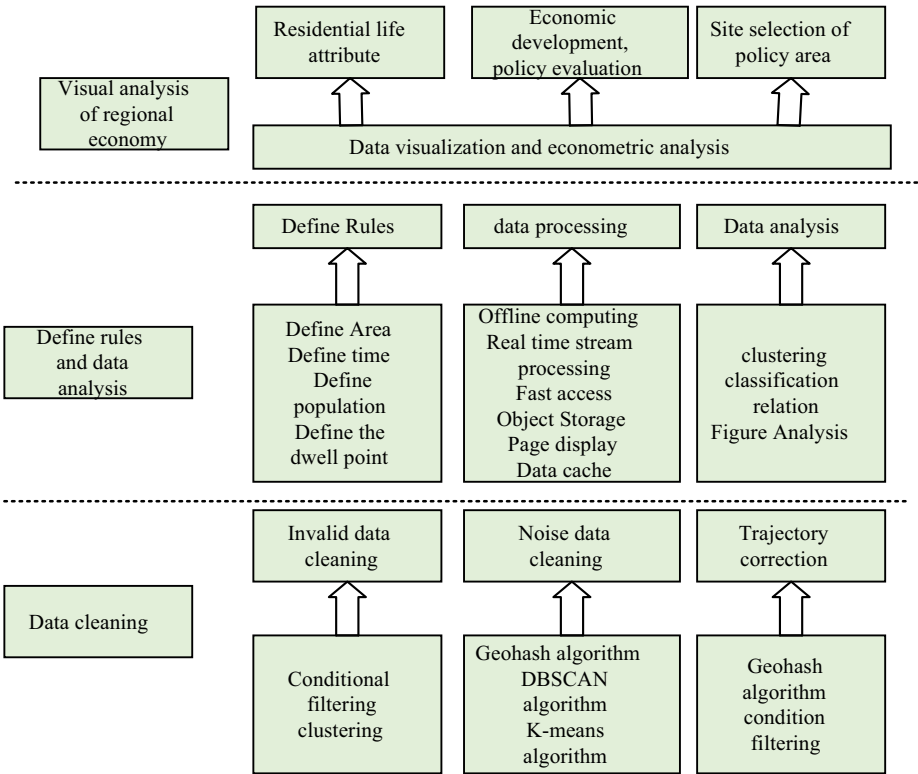 Residential life
attribute
Economic
development,
policy evaluation
Site selection of
policy area
Visual analysis
of regional
economy
Data visualization and econometric analysis
Define Rules
data processing
Data analysis
Define rules
and data
analysis
Define Area
Define time
Define
population
Define the
dwell point
Offline computing
Real time stream
processing
Fast access
Object Storage
Page display
Data cache
clustering
classification
relation
Figure Analysis
Invalid data
cleaning
Noise data
cleaning
Trajectory
correction
Data cleaning
Conditional
filtering
clustering
Geohash algorithm
DBSCAN
algorithm
K-means
algorithm
Geohash
algorithm
condition
filtering